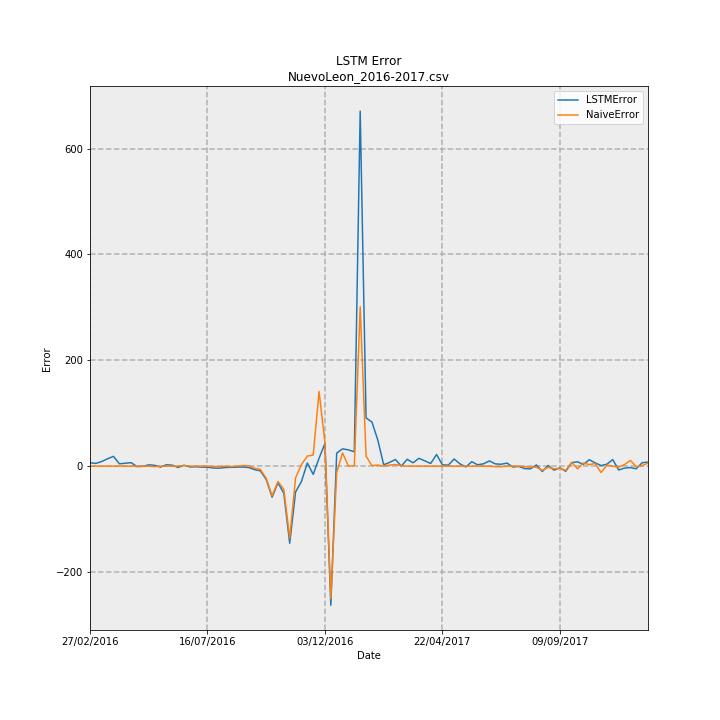 LSTM Error
NuevoLeon_2016-2017.csv
LSTMError
NaiveError
600
400
200
0
−200
Error
27/02/2016
16/07/2016
03/12/2016
22/04/2017
09/09/2017
Date